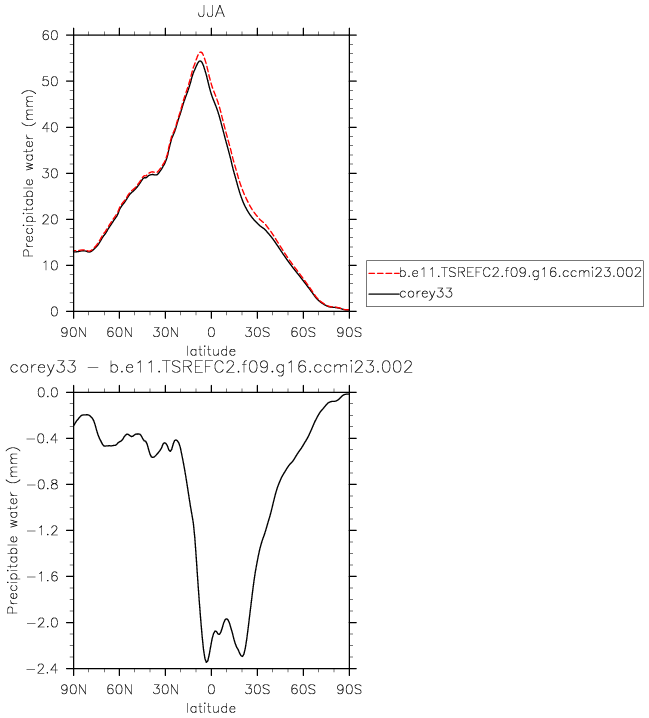 JJA
Precipitable water (mm)
60
50
40
30
20
10
0
90N 60N 30N 0 30S 60S 90S
latitude
b.e11.TSREFC2.f09.g16.ccmi23.002
corey33
corey33 − b.e11.TSREFC2.f09.g16.ccmi23.002
Precipitable water (mm)
0.0
−0.4
−0.8
−1.2
−1.6
−2.0
−2.4
90N 60N 30N 0 30S 60S 90S
latitude